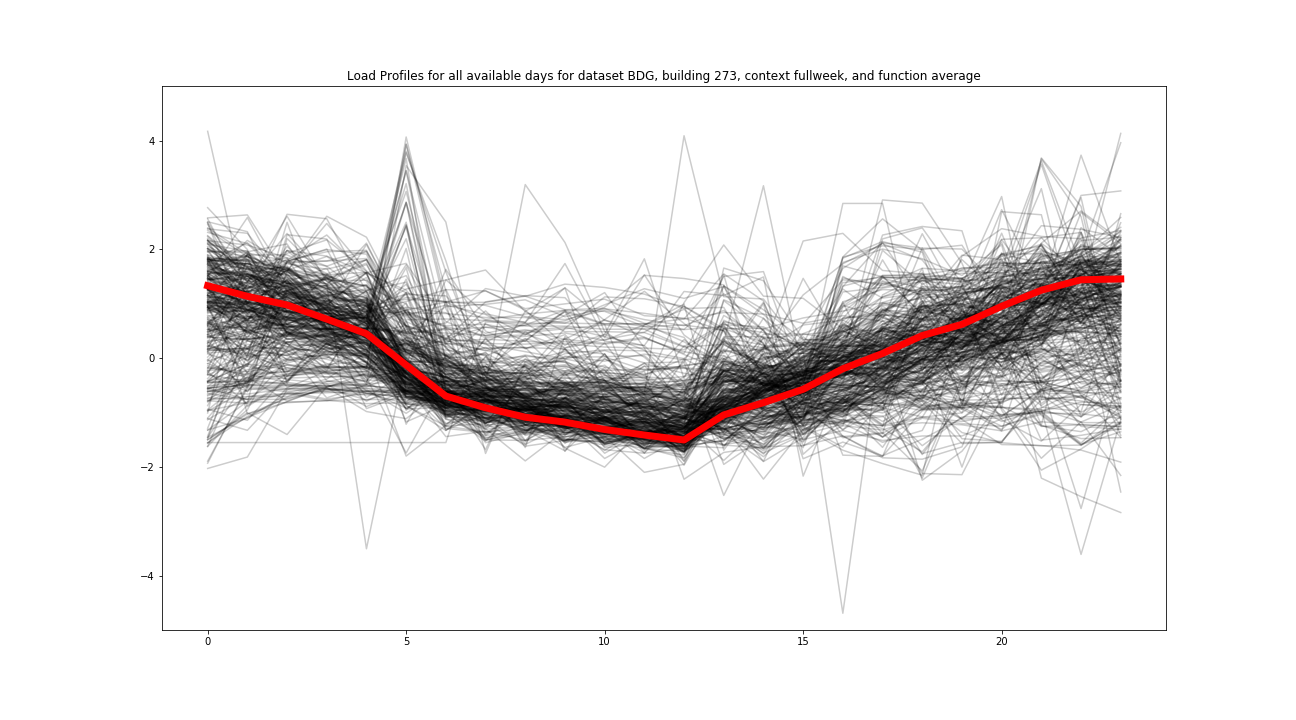 Load Profiles for all available days for dataset BDG, building 273, context fullweek, and function average
4
2
0
−2
−4
0 5 10 15 20